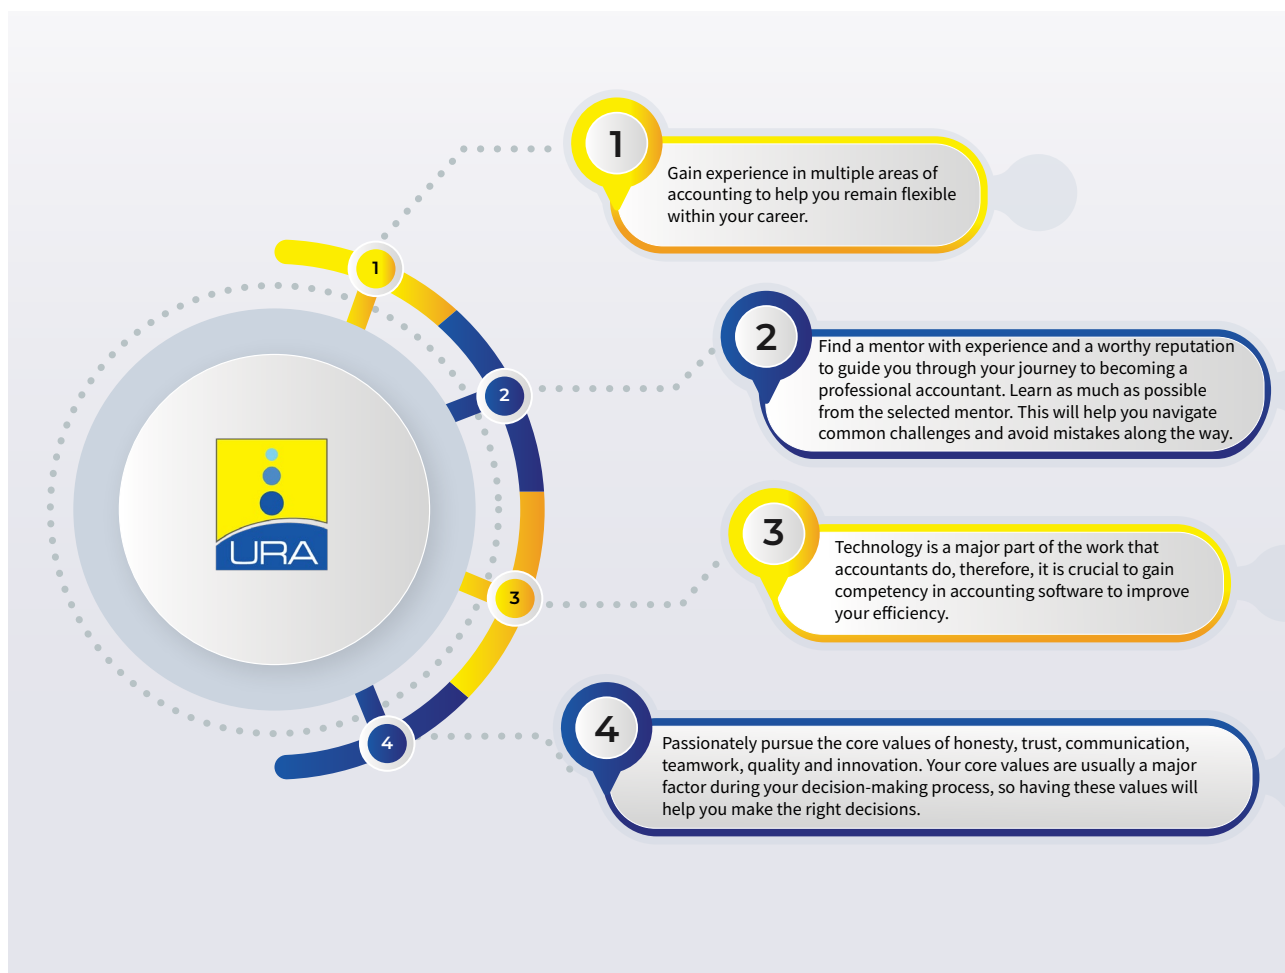 1
Gain experience in multiple areas of
accounting to help you remain flexible
within your career.
1
2
Find a mentor with experience and a worthy reputation
to guide you through your journey to becoming a
professional accountant. Learn as much as possible
from the selected mentor. This will help you navigate
common challenges and avoid mistakes along the way.
2
URA
3
Technology is a major part of the work that
accountants do, therefore, it is crucial to gain
competency in accounting software to improve
your efficiency.
3
4
Passionately pursue the core values of honesty, trust, communication,
teamwork, quality and innovation. Your core values are usually a major
factor during your decision-making process, so having these values will
help you make the right decisions.
4